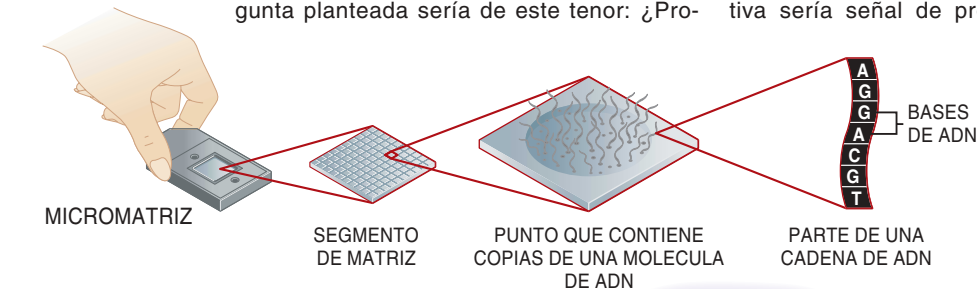 gunta planteada sería de este tenor: ¿Pro-
tiva sería señal de pr
A
G
G
A
C
G
T
BASES
DE ADN
MICROMATRIZ
SEGMENTO
DE MATRIZ
PUNTO QUE CONTIENE
COPIAS DE UNA MOLECULA
DE ADN
PARTE DE UNA
CADENA DE ADN